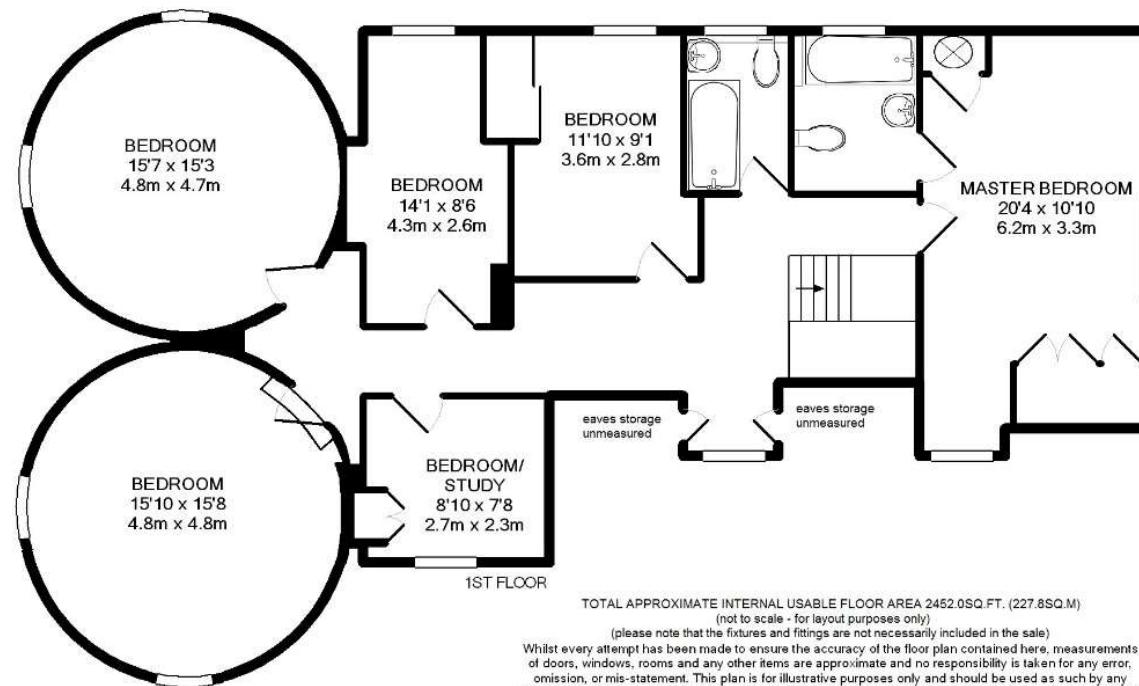 BEDROOM
15'7 x 15'3
4.8m x 4.7m
BEDROOM
14'1 x 8'6
4.3m x 2.6m
BEDROOM
11'10 x 9'1
3.6m x 2.8m
MASTER BEDROOM
20'4 x 10'10
6.2m x 3.3m
BEDROOM
15'10 x 15'8
4.8m x 4.8m
BEDROOM/
STUDY
8'10 x 7'8
2.7m x 2.3m
eaves storage
unmeasured
eaves storage
unmeasured
1ST FLOOR
TOTAL APPROXIMATE INTERNAL USABLE FLOOR AREA 2452.0SQ.FT. (227.8SQ.M)
(not to scale - for layout purposes only)
(please note that the fixtures and fittings are not necessarily included in the sale)
Whilst every attempt has been made to ensure the accuracy of the floor plan contained here, measurements
of doors, windows, rooms and any other items are approximate and no responsibility is taken for any error,
omission, or mis-statement. This plan is for illustrative purposes only and should be used as such by any